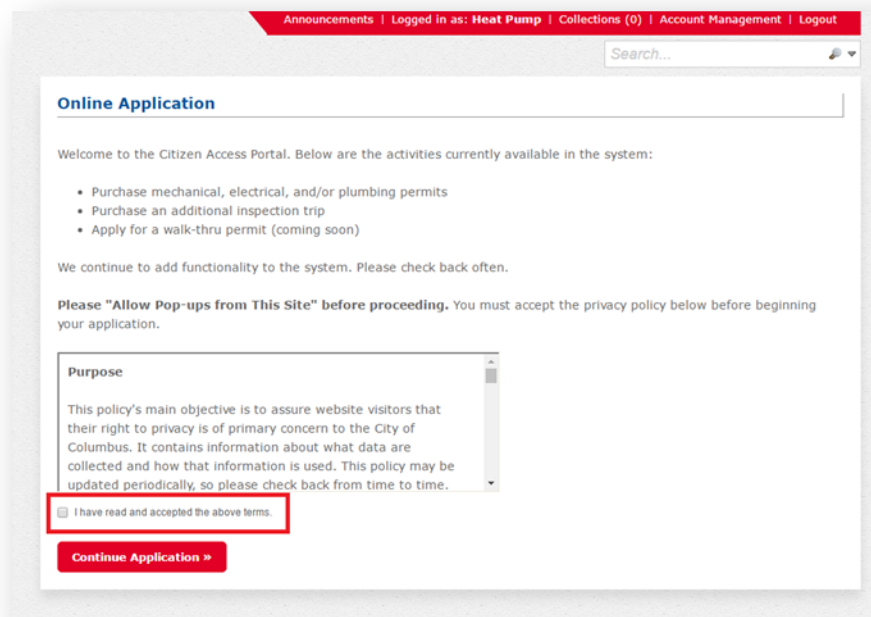 Announcements | Logged in as: Heat Pump | Collections (0) | Account Management | Logout
Search...
Online Application
Welcome to the Citizen Access Portal. Below are the activities currently available in the system:
• Purchase mechanical, electrical, and/or plumbing permits
• Purchase an additional inspection trip
• Apply for a walk-thru permit (coming soon)
We continue to add functionality to the system. Please check back often.
Please "Allow Pop-ups from This Site" before proceeding. You must accept the privacy policy below before beginning
your application.
Purpose
This policy's main objective is to assure website visitors that
their right to privacy is of primary concern to the City of
Columbus. It contains information about what data are
collected and how that information is used. This policy may be
updated periodically, so please check back from time to time.
I have read and accepted the above terms.
Continue Application »